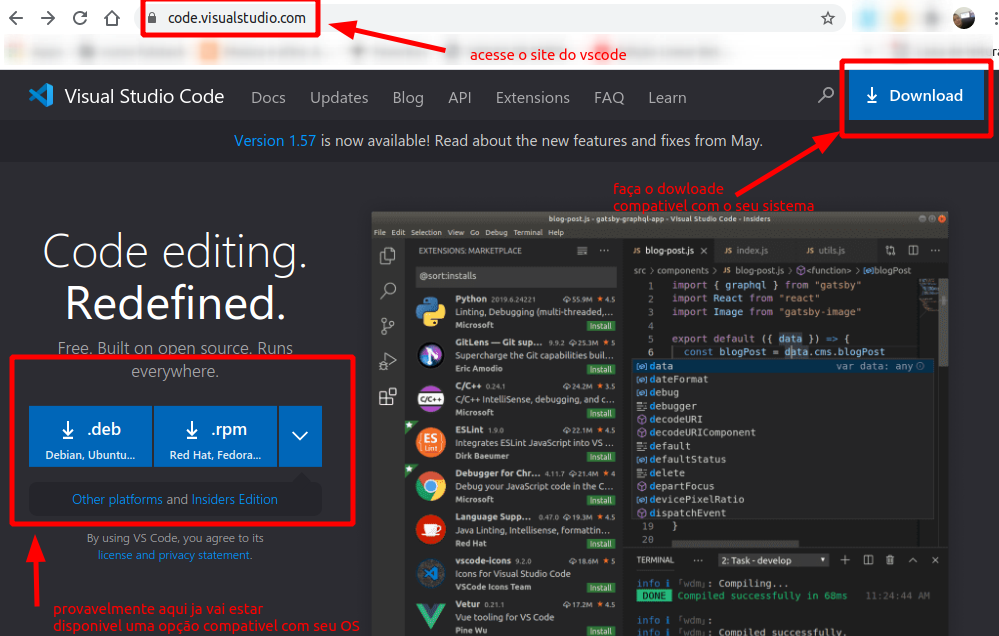 code.visualstudio.com
acesse o site do vscode
Visual Studio Code Docs Updates Blog API Extensions FAQ Learn Download
Version 1.57 is now available! Read about the new features and fixes from May.
faça o dowloade
compativel com o seu sistema
Code editing.
Redefined.
Free. Built on open source. Runs
everywhere.
.deb
Debian, Ubuntu...
.rpm
Red Hat, Fedora...
Other platforms and Insiders Edition
By using VS Code, you agree to its
license and privacy statement.
provavelmente aqui ja vai estar
disponivel uma opção compativel com seu OS
blog-post.js - gatsby-graphql-app - Visual Studio Code - Insiders
File Edit Selection View Go Debug Terminal Help
EXTENSIONS: MARKETPLACE
@sort:installs
Python 2019.6.24221 55.9M 4.5
Linting, Debugging (multi-threaded,...
Microsoft Install
GitLens — Git sup... 9.9.2 25.3M 5
Supercharge the Git capabilities buil...
Eric Amodio Install
C/C++ 0.24.1 24.2M 3.5
C/C++ IntelliSense, debugging, and c...
Microsoft Install
ESLint 1.9.0 22.1M 4.5
Integrates ESLint JavaScript into VS ...
Dirk Baeumer Install
Debugger for Chr... 4.11.7 21.4M 4
Debug your JavaScript code in the C...
Microsoft Install
Language Supp... 0.47.0 19.3M 4.5
Java Linting, Intellisense, formattin...
Red Hat Install
vscode-icons 9.2.0 18.6M 5
Icons for Visual Studio Code
VSCode Icons Team Install
Vetur 0.21.1 17.2M 4.5
Vue tooling for VS Code
Pine Wu Install
blog-post.js index.js utils.js
src > components > blog-post.js > <function> > blogPost
1 import { graphql } from "gatsby"
2 import React from "react"
3 import Image from "gatsby-image"
4
5 export default ({ data }) => {
6 const blogPost = data.cms.blogPost
data var data: any
dateFormat
debug
debugger
decodeURI
decodeURIComponent
default
defaultStatus
delete
departFocus
devicePixelRatio
dispatchEvent
19 }
20
TERMINAL ... 2: Task - develop
info i ｢wdm｣: Compiling...
DONE Compiled successfully in 68ms 11:24:44 AM
info i ｢wdm｣:
info i ｢wdm｣: Compiled successfully.